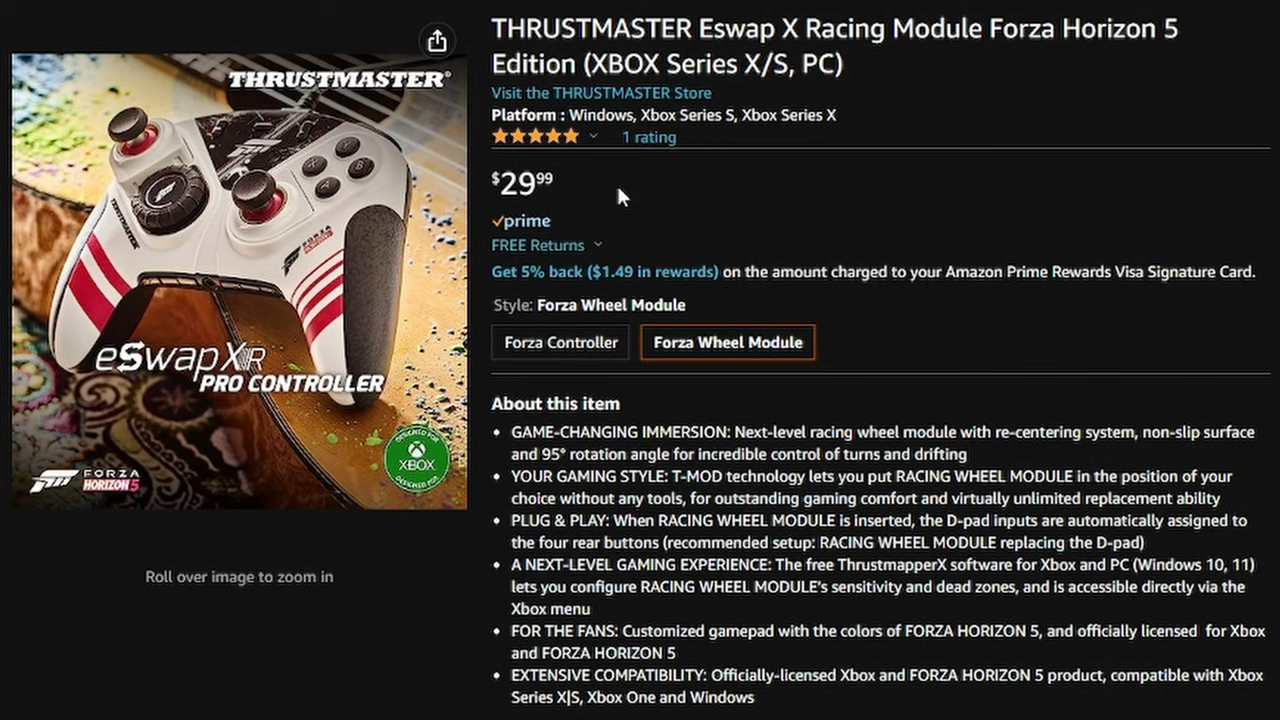 THRUSTMASTER Eswap X Racing Module Forza Horizon 5
Edition (XBOX Series X/S, PC)
Visit the THRUSTMASTER Store
Platform : Windows, Xbox Series S, Xbox Series X
1 rating
$29.99
prime
FREE Returns
Get 5% back ($1.49 in rewards) on the amount charged to your Amazon Prime Rewards Visa Signature Card.
Style: Forza Wheel Module
Forza Controller
Forza Wheel Module
About this item
• GAME-CHANGING IMMERSION: Next-level racing wheel module with re-centering system, non-slip surface
and 95° rotation angle for incredible control of turns and drifting
• YOUR GAMING STYLE: T-MOD technology lets you put RACING WHEEL MODULE in the position of your
choice without any tools, for outstanding gaming comfort and virtually unlimited replacement ability
• PLUG & PLAY: When RACING WHEEL MODULE is inserted, the D-pad inputs are automatically assigned to
the four rear buttons (recommended setup: RACING WHEEL MODULE replacing the D-pad)
• A NEXT-LEVEL GAMING EXPERIENCE: The free ThrustmapperX software for Xbox and PC (Windows 10, 11)
lets you configure RACING WHEEL MODULE's sensitivity and dead zones, and is accessible directly via the
Xbox menu
• FOR THE FANS: Customized gamepad with the colors of FORZA HORIZON 5, and officially licensed for Xbox
and FORZA HORIZON 5
• EXTENSIVE COMPATIBILITY: Officially-licensed Xbox and FORZA HORIZON 5 product, compatible with Xbox
Series X|S, Xbox One and Windows
THRUSTMASTER®
Y
X
B
A
THRUSTMASTER
FORZA
eSwap XR
PRO CONTROLLER
DESIGNED FOR
XBOX
DESIGNED FOR
FORZA
HORIZON 5
Roll over image to zoom in